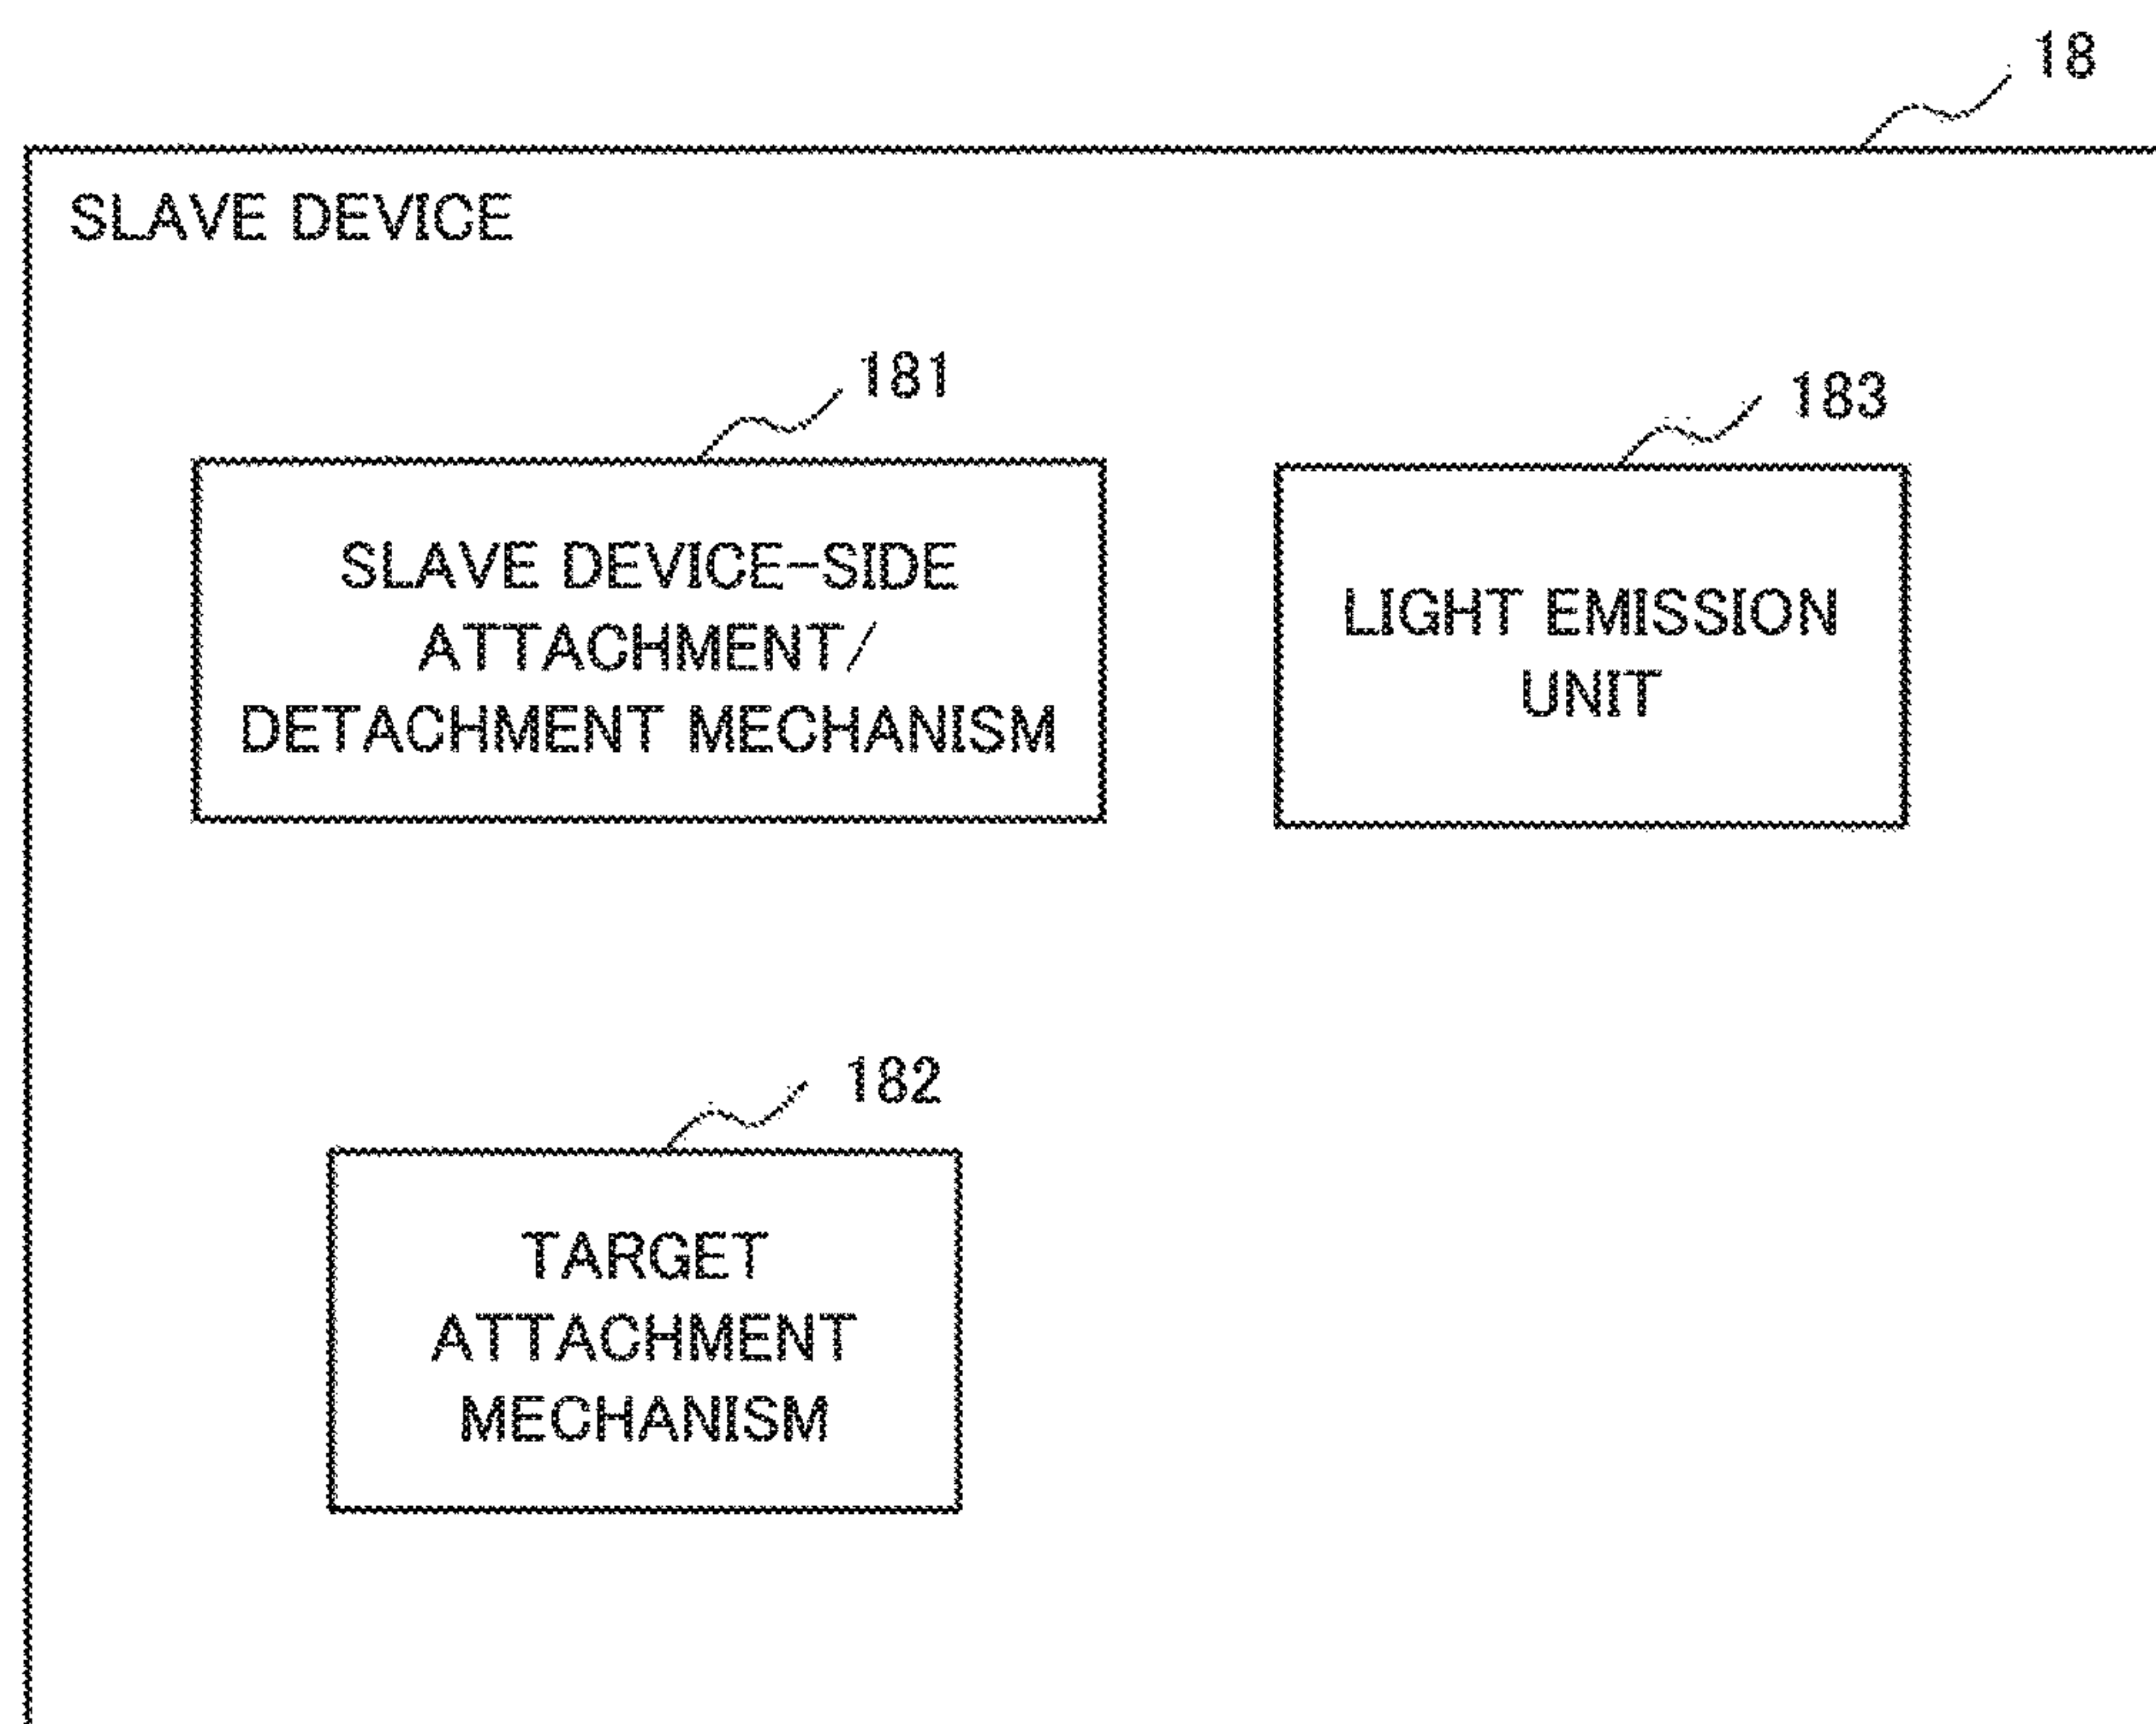 18
SLAVE DEVICE
181
SLAVE DEVICE-SIDE
ATTACHMENT/
DETACHMENT MECHANISM
183
LIGHT EMISSION
UNIT
182
TARGET
ATTACHMENT
MECHANISM